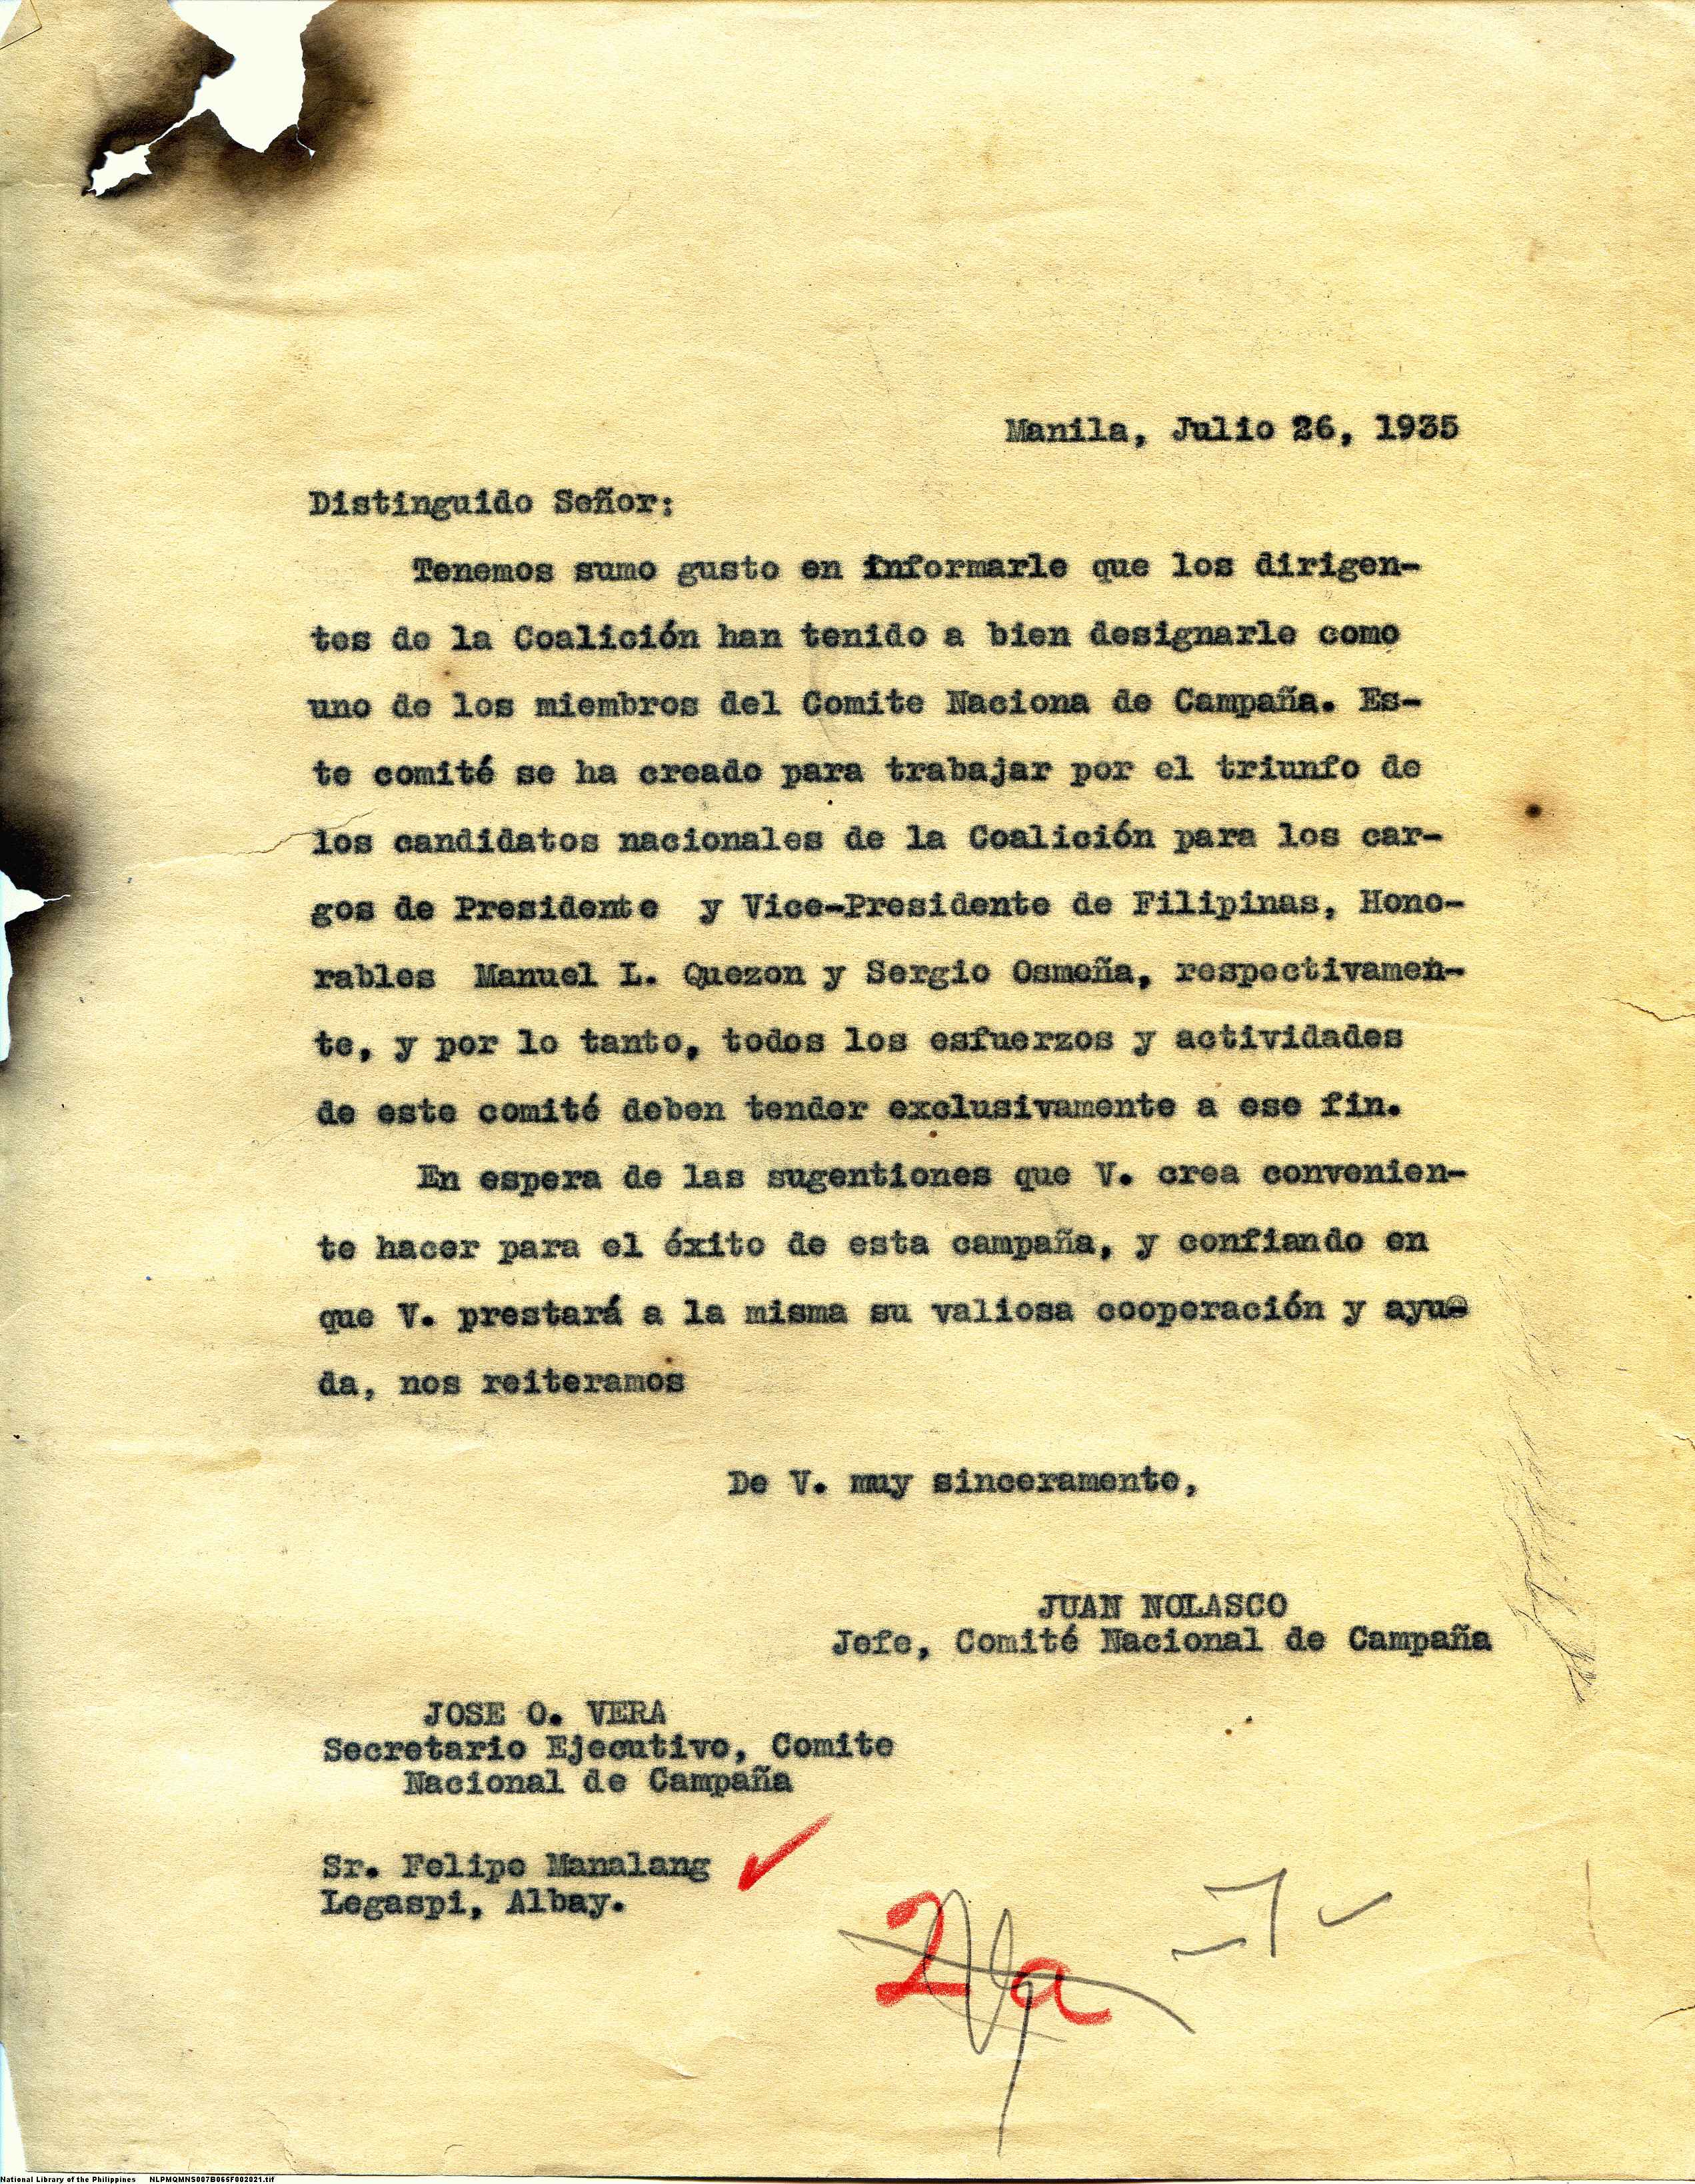 Manila, Julio 26, 1935
Distinguido Señor:
Tenemos sumo gusto en informarle que los dirigen-
tes de la Coalición han tenido a bien designarle como
uno de los miembros del Comite Naciona de Campaña. Es-
te comité se ha creado para trabajar por el triunfo de
los candidatos nacionales de la Coalición para los car-
gos de Presidente y Vice-Presidente de Filipinas, Hono-
rables Manuel L. Quezon y Sergio Osmeña, respectivamen-
te, y por lo tanto, todos los esfuerzos y actividades
de este comité deben tender exclusivamente a ese fin.
En espera de las sugentiones que V. crea convenien-
te hacer para el éxito de esta campaña, y confiando en
que V. prestará a la misma su valiosa cooperación y ayu-
da, nos reiteramos
De V. muy sinceramente,
JUAN NOLASCO
Jefe, Comité Nacional de Campaña
JOSE O. VERA
Secretario Ejecutivo, Comite
Nacional de Campaña
Sr. Felipe Manalang
Legaspi, Albay.
2 a
National Library of the Philippines NLPMQMNS007B065F002021.tif